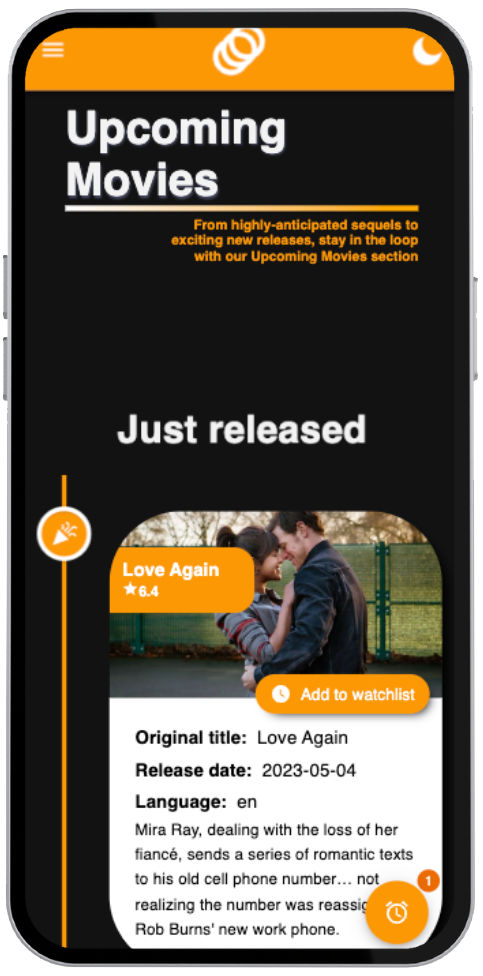 Upcoming
Movies
From highly-anticipated sequels to
exciting new releases, stay in the loop
with our Upcoming Movies section
Just released
Love Again
6.4
Add to watchlist
Original title: Love Again
Release date: 2023-05-04
Language: en
Mira Ray, dealing with the loss of her
fiancé, sends a series of romantic texts
to his old cell phone number… not
1
realizing the number was
Rob Burns' new work phone.